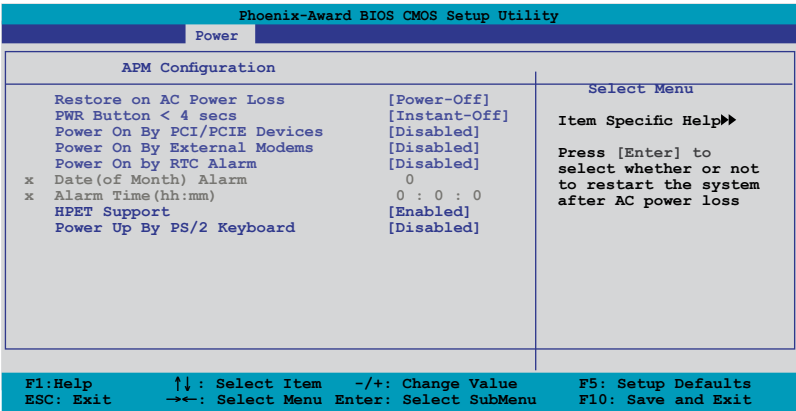 Phoenix-Award BIOS CMOS Setup Utility
Power
APM Configuration
Select Menu
Restore on AC Power Loss [Power-Off]
PWR Button < 4 secs [Instant-Off]
Power On By PCI/PCIE Devices [Disabled]
Power On By External Modems [Disabled]
Power On by RTC Alarm [Disabled]
x Date(of Month) Alarm 0
x Alarm Time(hh:mm) 0 : 0 : 0
HPET Support [Enabled]
Power Up By PS/2 Keyboard [Disabled]
Item Specific Help▶▶
Press [Enter] to
select whether or not
to restart the system
after AC power loss
F1:Help ↑↓: Select Item -/+: Change Value F5: Setup Defaults
ESC: Exit →←: Select Menu Enter: Select SubMenu F10: Save and Exit